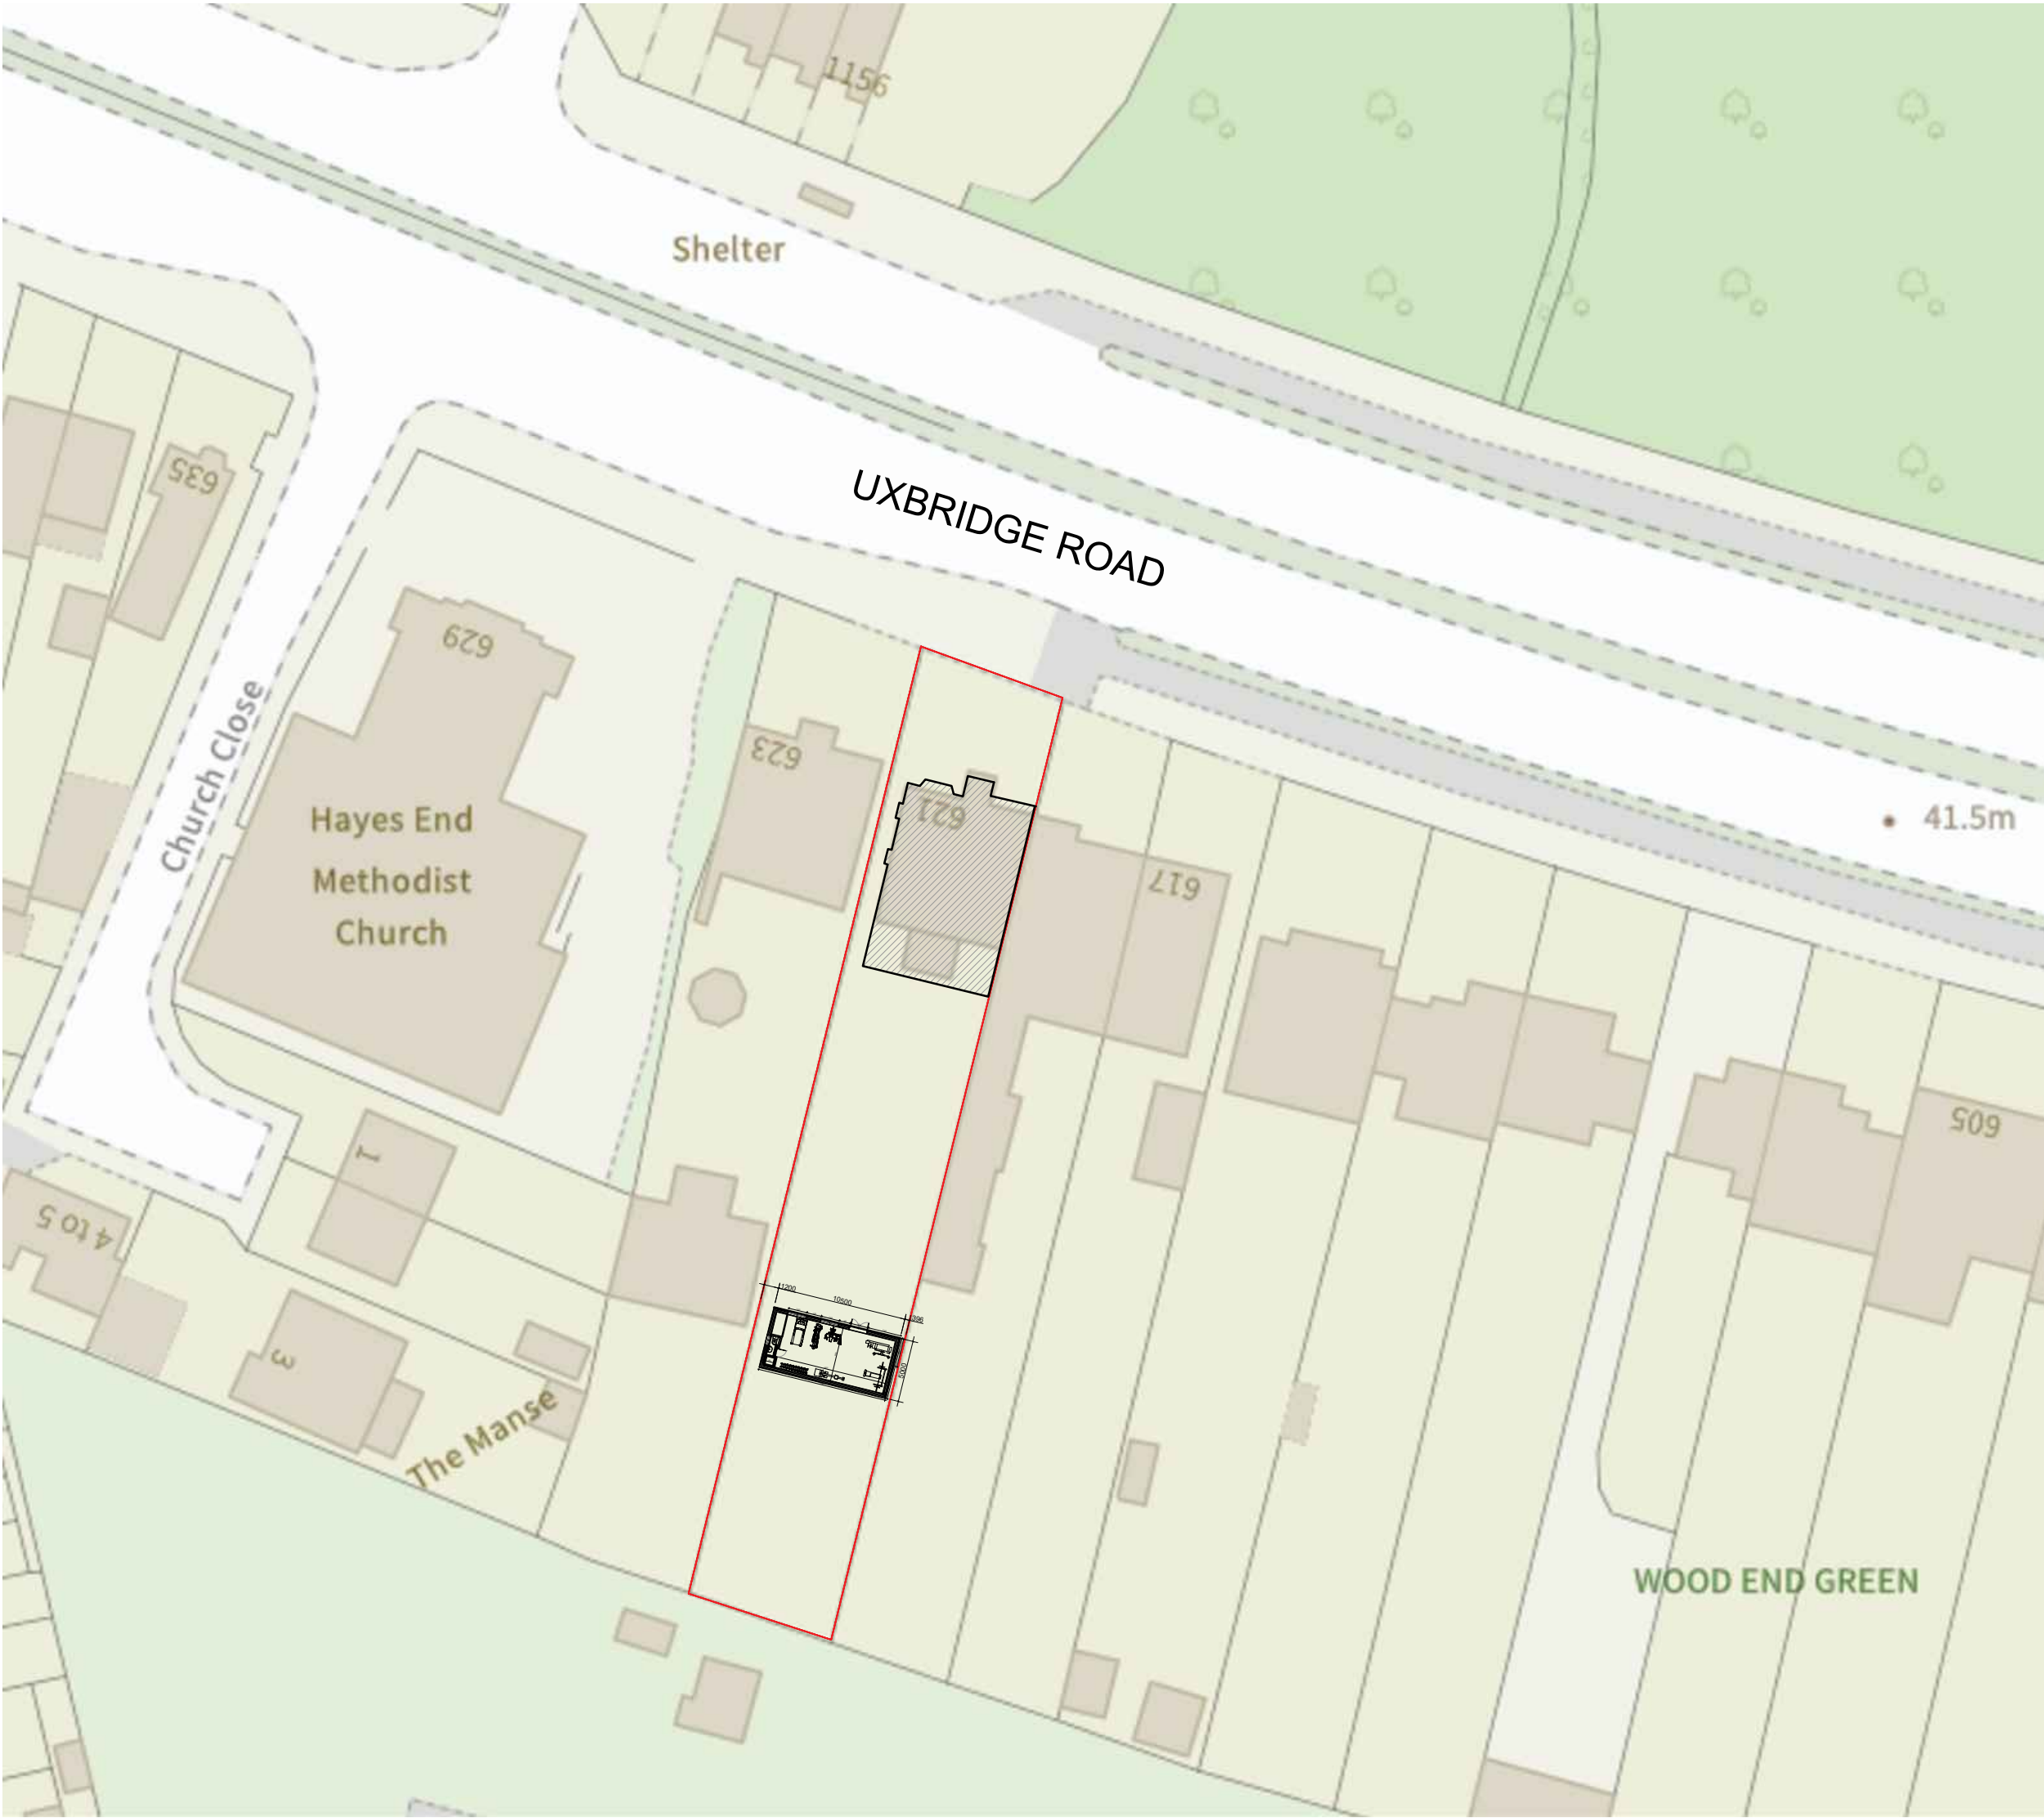 1156
Shelter
UXBRIDGE ROAD
635
629
Church Close
623
621
617
41.5m
Hayes End
Methodist
Church
1
4 to 5
3
The Manse
605
1200
10500
396
5000
WOOD END GREEN